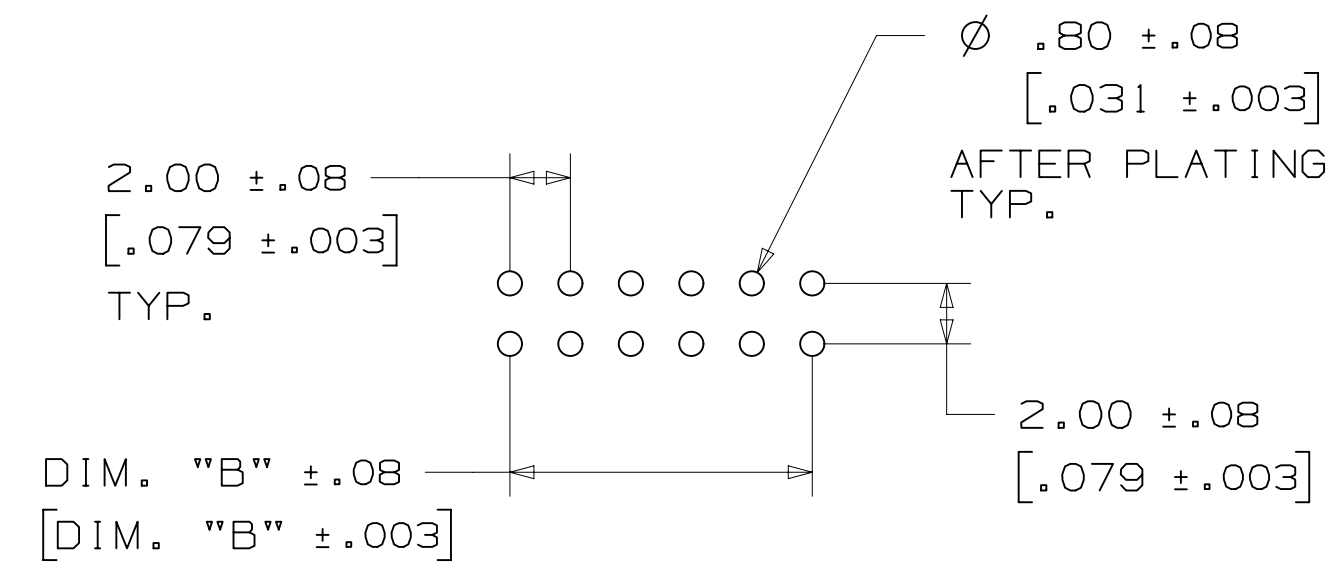 Ø .80 ±.08
[.031 ±.003]
AFTER PLATING
TYP.
2.00 ±.08
[.079 ±.003]
TYP.
2.00 ±.08
[.079 ±.003]
DIM. "B" ±.08
[DIM. "B" ±.003]